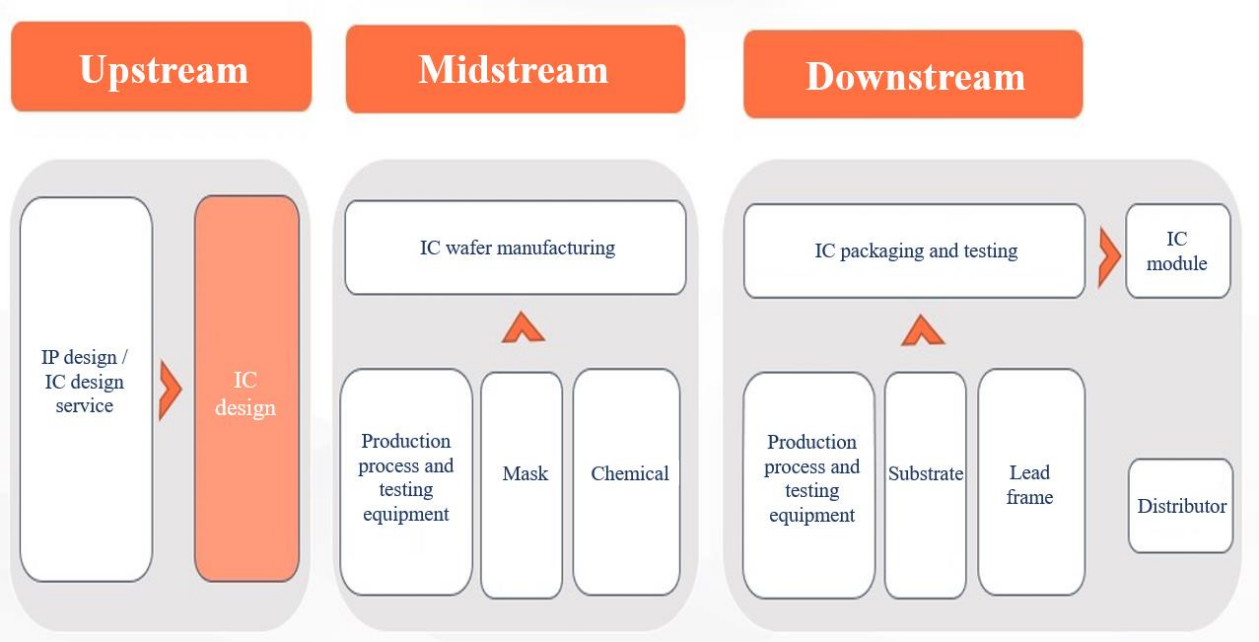 Upstream
Midstream
Downstream
IP design /
IC design
service
IC
design
IC wafer manufacturing
Production
process and
testing
equipment
Mask
Chemical
IC packaging and testing
IC
module
Production
process and
testing
equipment
Substrate
Lead
frame
Distributor